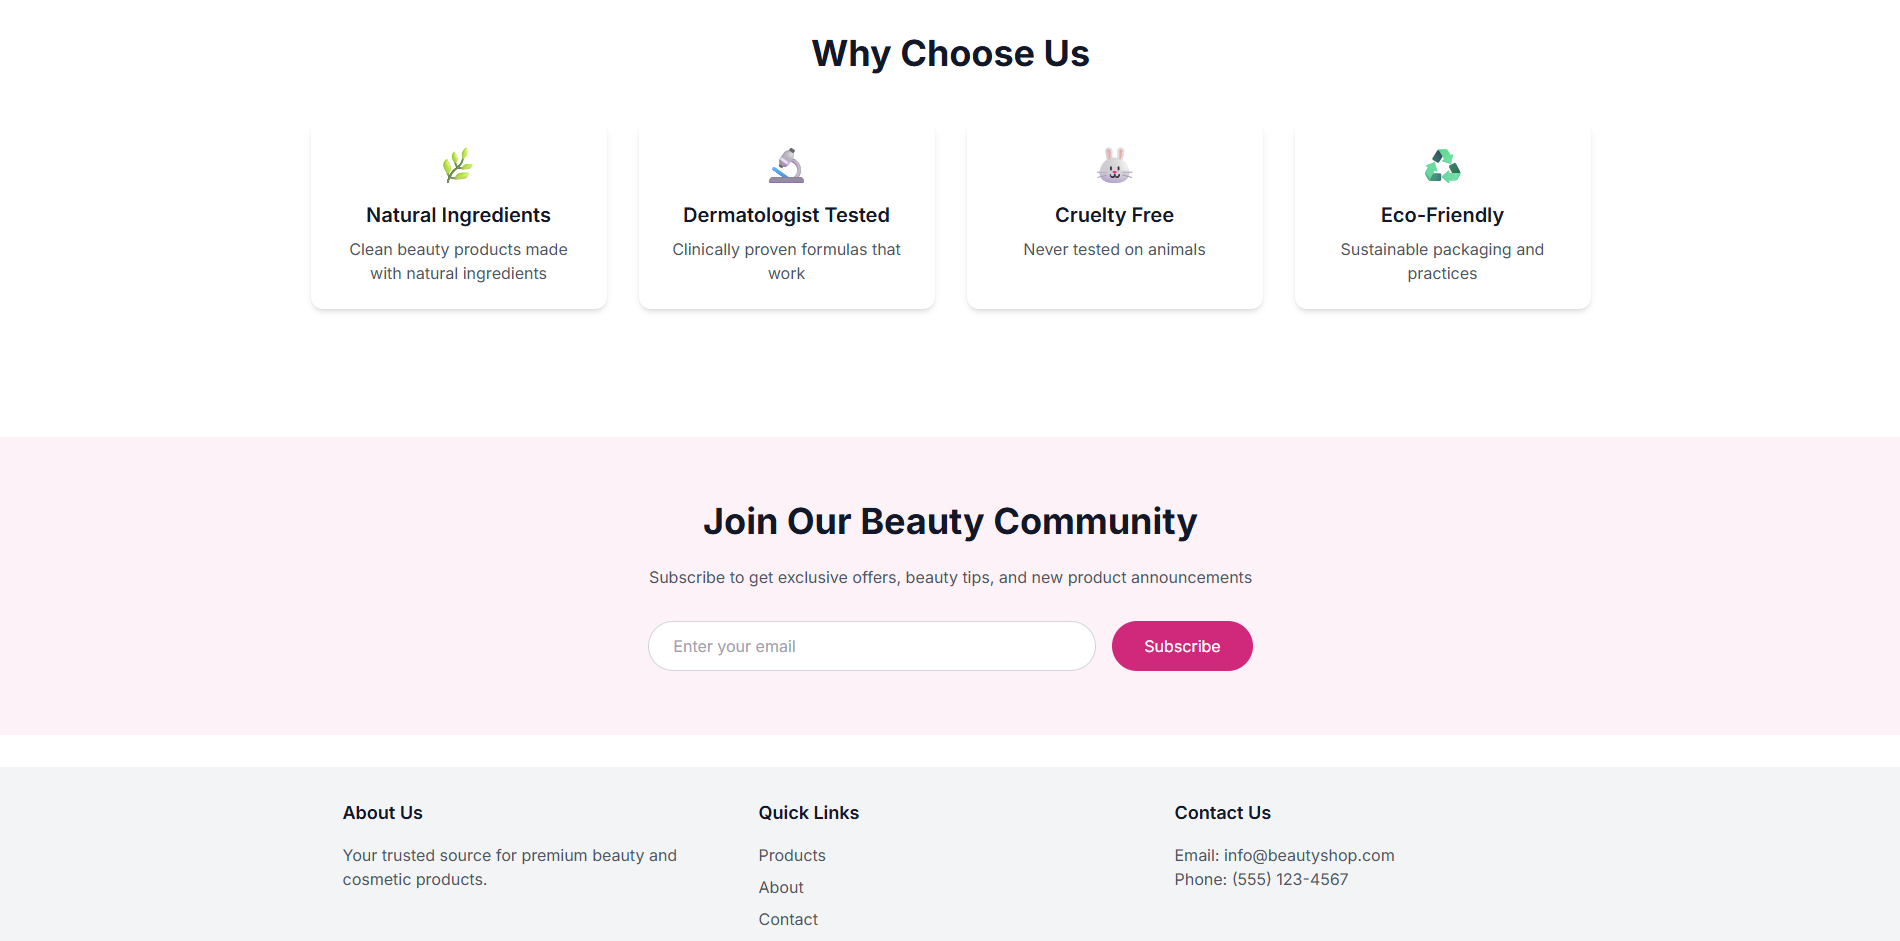 Why Choose Us
Natural Ingredients
Clean beauty products made
with natural ingredients
Dermatologist Tested
Clinically proven formulas that
work
Cruelty Free
Never tested on animals
Eco-Friendly
Sustainable packaging and
practices
Join Our Beauty Community
Subscribe to get exclusive offers, beauty tips, and new product announcements
Enter your email
Subscribe
About Us
Your trusted source for premium beauty and
cosmetic products.
Quick Links
Products
About
Contact
Contact Us
Email: info@beautyshop.com
Phone: (555) 123-4567